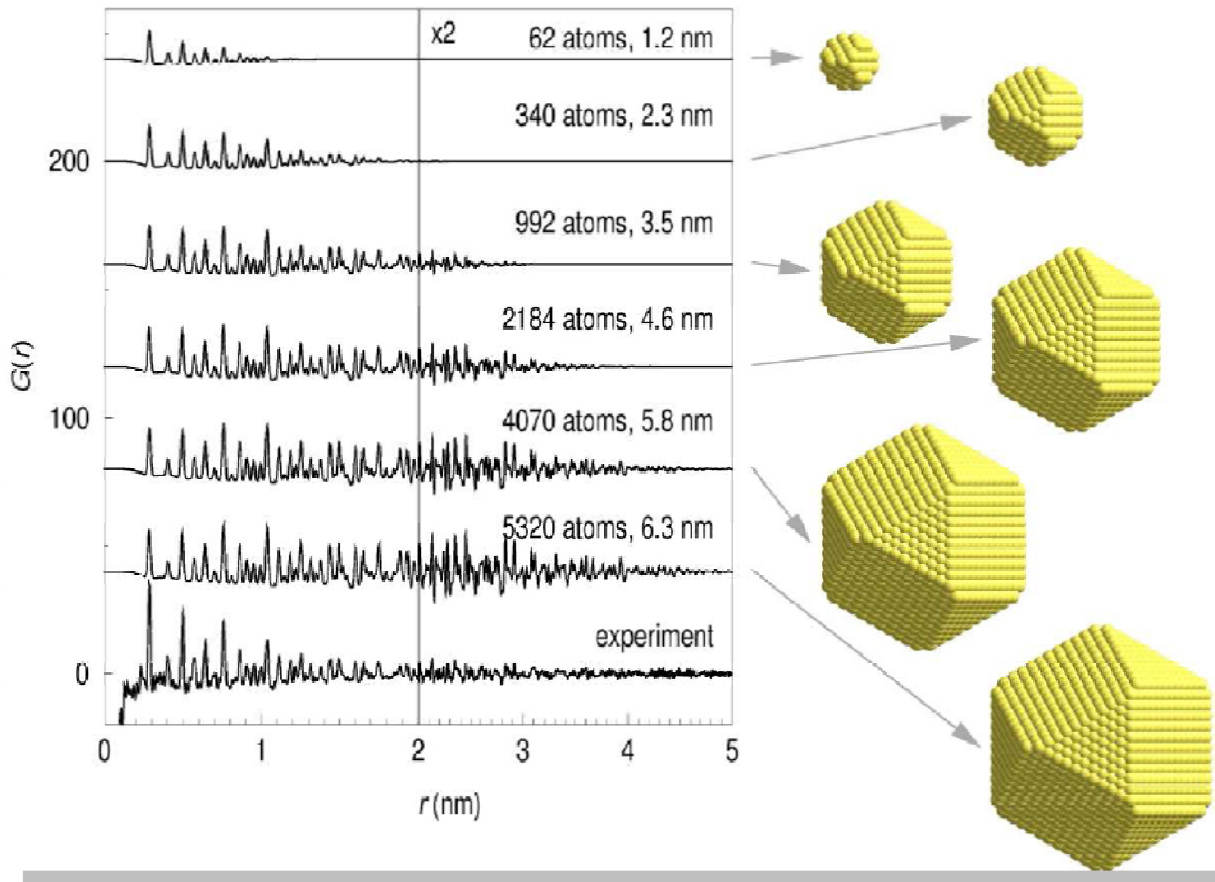 x2
62 atoms, 1.2 nm
340 atoms, 2.3 nm
200
992 atoms, 3.5 nm
2184 atoms, 4.6 nm
G(r)
100
4070 atoms, 5.8 nm
5320 atoms, 6.3 nm
experiment
0
0 1 2 3 4 5
r (nm)